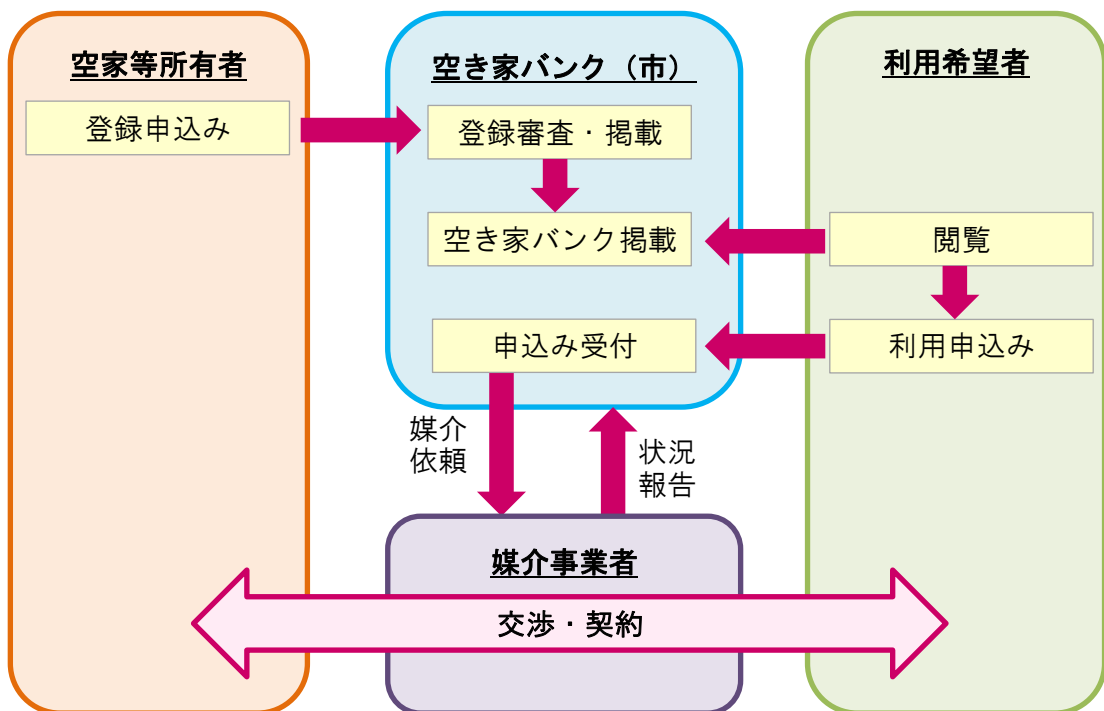 空家等所有者
空き家バンク（市）
利用希望者
登録申込み
登録審査・掲載
空き家バンク掲載
閲覧
申込み受付
利用申込み
媒介
依頼
状況
報告
媒介事業者
交渉・契約